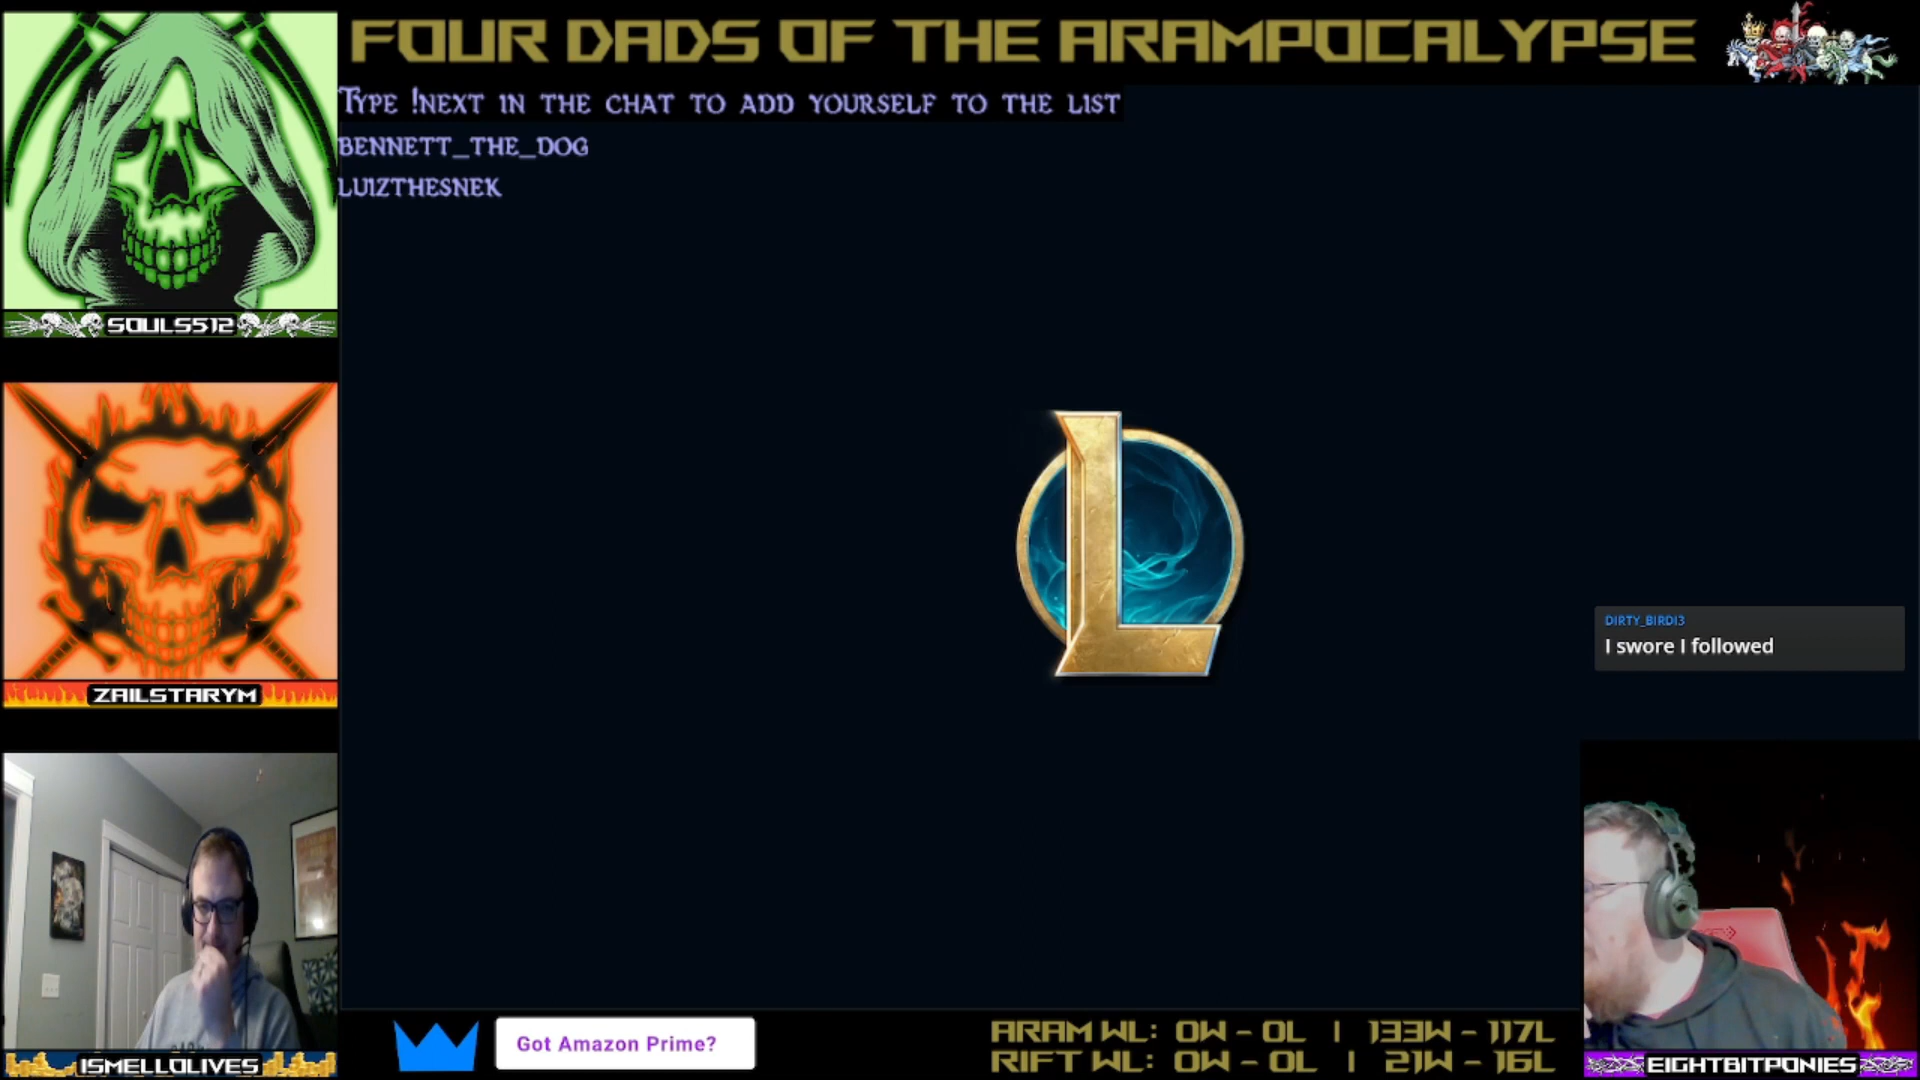 FOUR DADS OF THE ARAMPOCALYPSE
TYPE !NEXT IN THE CHAT TO ADD YOURSELF TO THE LIST
BENNETT_THE_DOG
LUIZTHESNEK
SOULS512
ZAILSTARYM
DIRTY_BIRDI3
I swore I followed
ISMELLOLIVES
Got Amazon Prime?
ARAM WL: 0W - 0L | 133W - 117L
RIFT WL: 0W - 0L | 21W - 16L
EIGHTBITPONIES